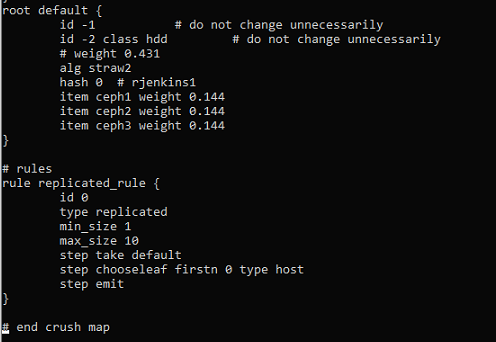 root default {
        id -1           # do not change unnecessarily
        id -2 class hdd         # do not change unnecessarily
        # weight 0.431
        alg straw2
        hash 0  # rjenkins1
        item ceph1 weight 0.144
        item ceph2 weight 0.144
        item ceph3 weight 0.144
}

# rules
rule replicated_rule {
        id 0
        type replicated
        min_size 1
        max_size 10
        step take default
        step chooseleaf firstn 0 type host
        step emit
}

# end crush map